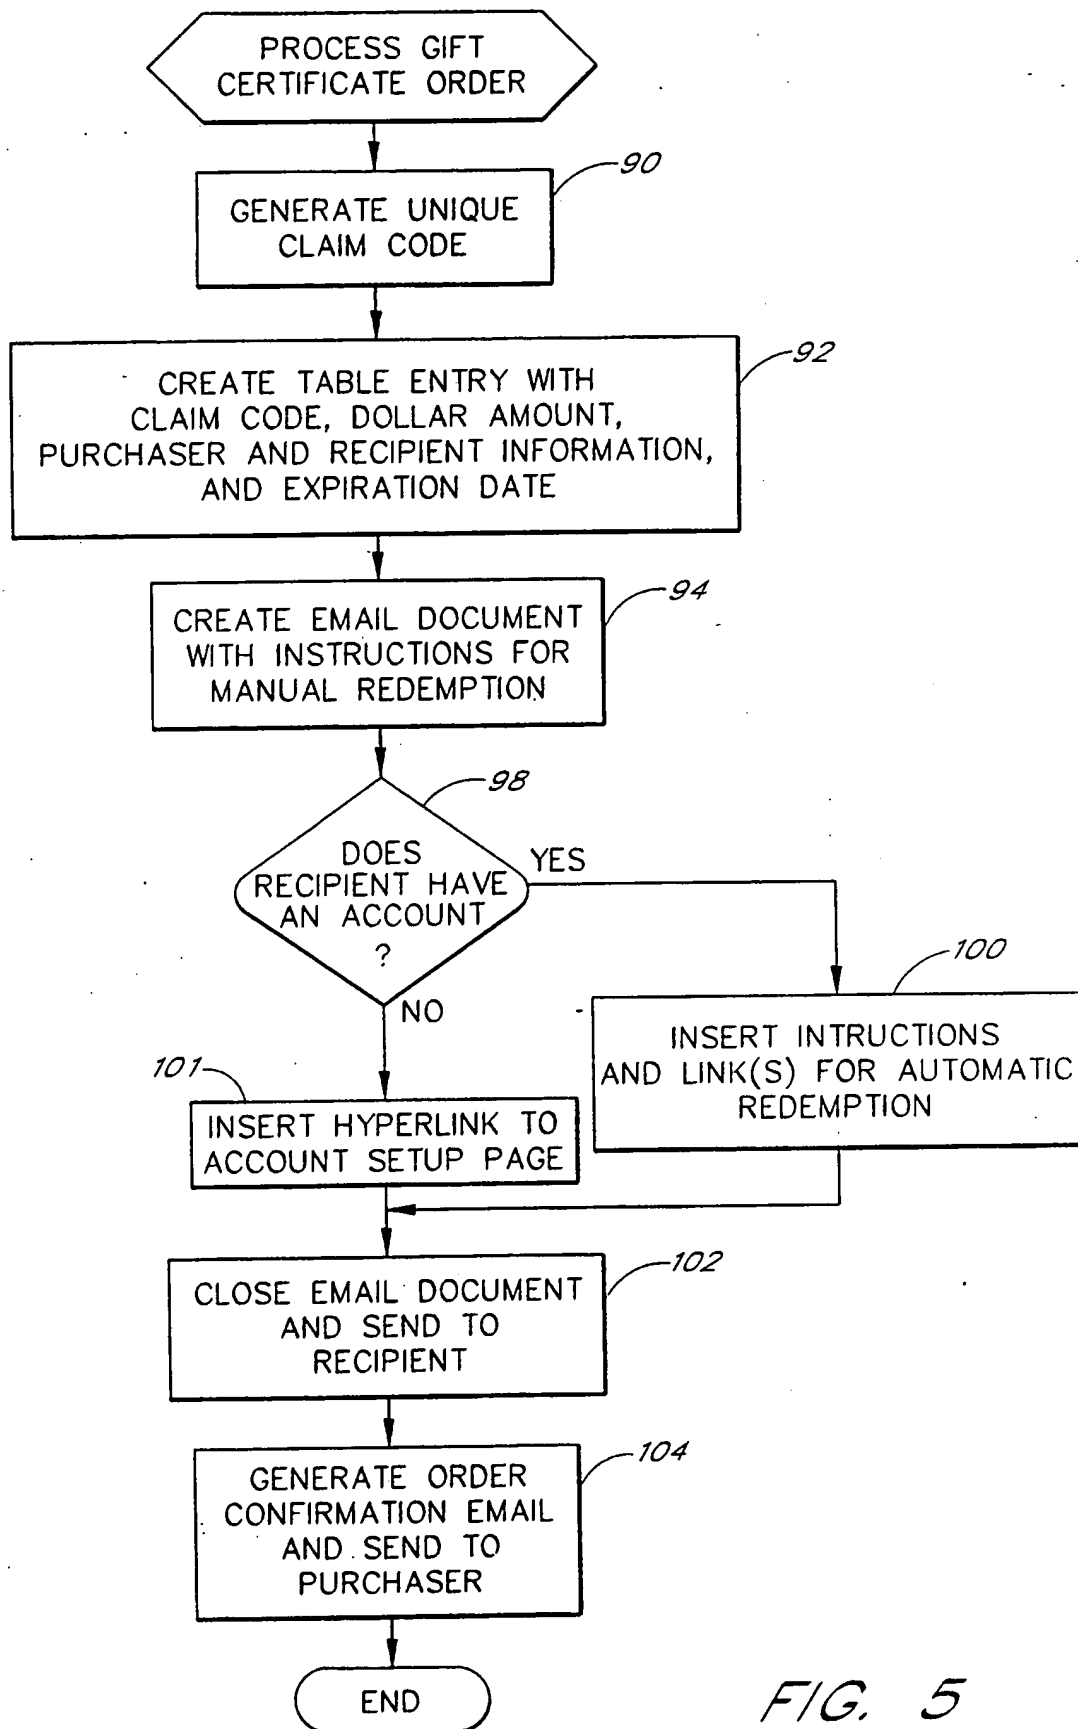 PROCESS GIFT
CERTIFICATE ORDER
90
GENERATE UNIQUE
CLAIM CODE
92
CREATE TABLE ENTRY WITH
CLAIM CODE, DOLLAR AMOUNT,
PURCHASER AND RECIPIENT INFORMATION,
AND EXPIRATION DATE
94
CREATE EMAIL DOCUMENT
WITH INSTRUCTIONS FOR
MANUAL REDEMPTION
98
DOES
RECIPIENT HAVE
AN ACCOUNT
?
YES
NO
100
INSERT INTRUCTIONS
AND LINK(S) FOR AUTOMATIC
REDEMPTION
101
INSERT HYPERLINK TO
ACCOUNT SETUP PAGE
102
CLOSE EMAIL DOCUMENT
AND SEND TO
RECIPIENT
104
GENERATE ORDER
CONFIRMATION EMAIL
AND SEND TO
PURCHASER
END
FIG. 5